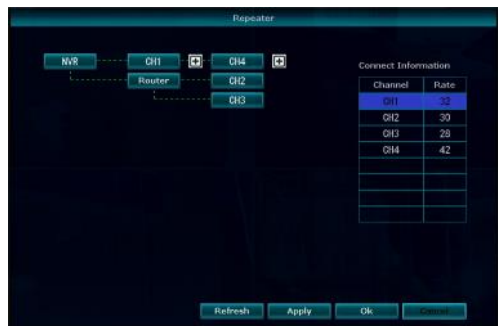 Repeater
NVR CH1 CH4
Router CH2
CH3
Connect Information
Channel Rate
CH1 32
CH2 30
CH3 28
CH4 42
Refresh Apply Ok Cancel